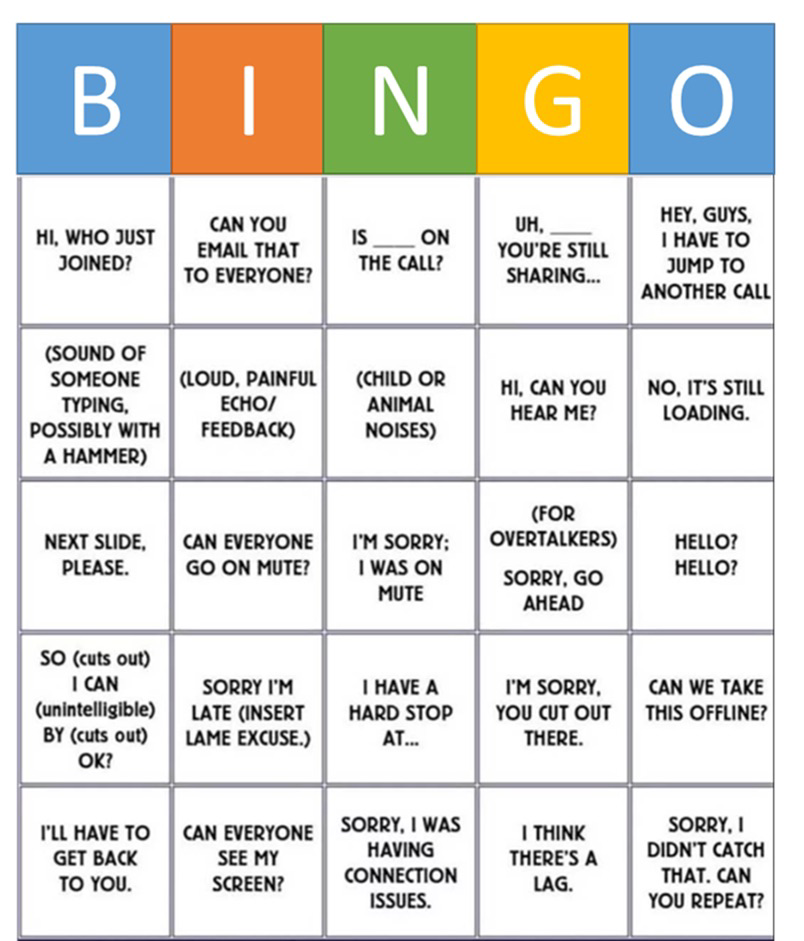 B I N G O
HI, WHO JUST
JOINED?
CAN YOU
EMAIL THAT
TO EVERYONE?
IS ____ ON
THE CALL?
UH, ____
YOU'RE STILL
SHARING...
HEY, GUYS,
I HAVE TO
JUMP TO
ANOTHER CALL
(SOUND OF
SOMEONE
TYPING,
POSSIBLY WITH
A HAMMER)
(LOUD, PAINFUL
ECHO/
FEEDBACK)
(CHILD OR
ANIMAL
NOISES)
HI, CAN YOU
HEAR ME?
NO, IT'S STILL
LOADING.
NEXT SLIDE,
PLEASE.
CAN EVERYONE
GO ON MUTE?
I'M SORRY;
I WAS ON
MUTE
(FOR
OVERTALKERS)
SORRY, GO
AHEAD
HELLO?
HELLO?
SO (cuts out)
I CAN
(unintelligible)
BY (cuts out)
OK?
SORRY I'M
LATE (INSERT
LAME EXCUSE.)
I HAVE A
HARD STOP
AT...
I'M SORRY,
YOU CUT OUT
THERE.
CAN WE TAKE
THIS OFFLINE?
I'LL HAVE TO
GET BACK
TO YOU.
CAN EVERYONE
SEE MY
SCREEN?
SORRY, I WAS
HAVING
CONNECTION
ISSUES.
I THINK
THERE'S A
LAG.
SORRY, I
DIDN'T CATCH
THAT. CAN
YOU REPEAT?